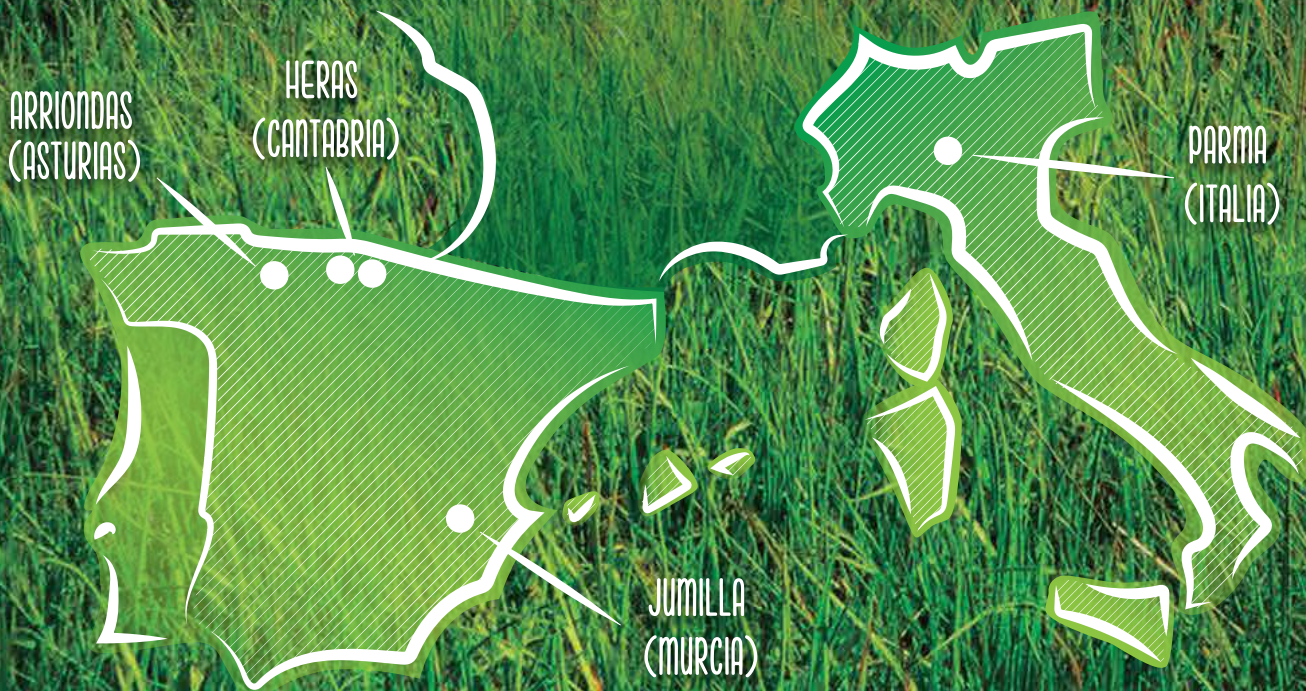 ARRIONDAS
(ASTURIAS)
HERAS
(CANTABRIA)
PARMA
(ITALIA)
JUMILLA
(MURCIA)